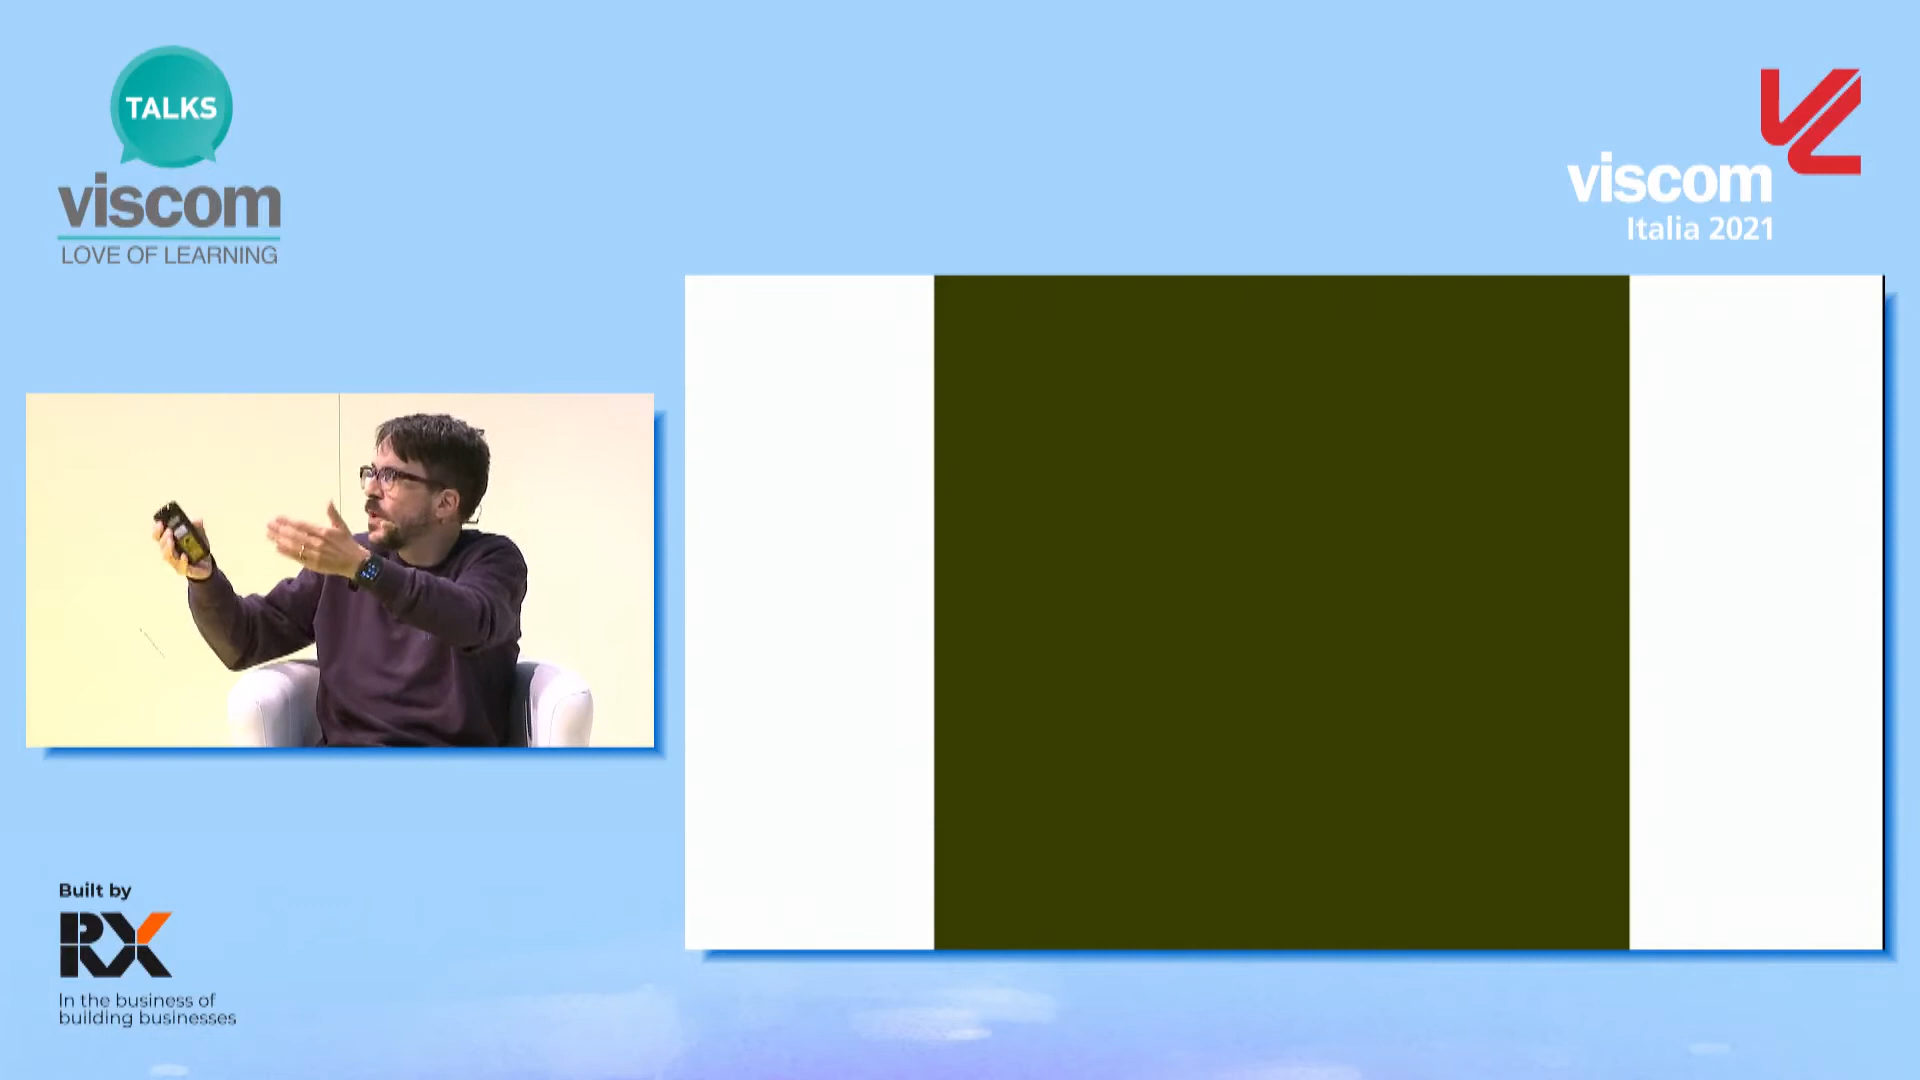 TALKS
viscom
LOVE OF LEARNING
viscom
Italia 2021
Built by
RX
In the business of
building businesses